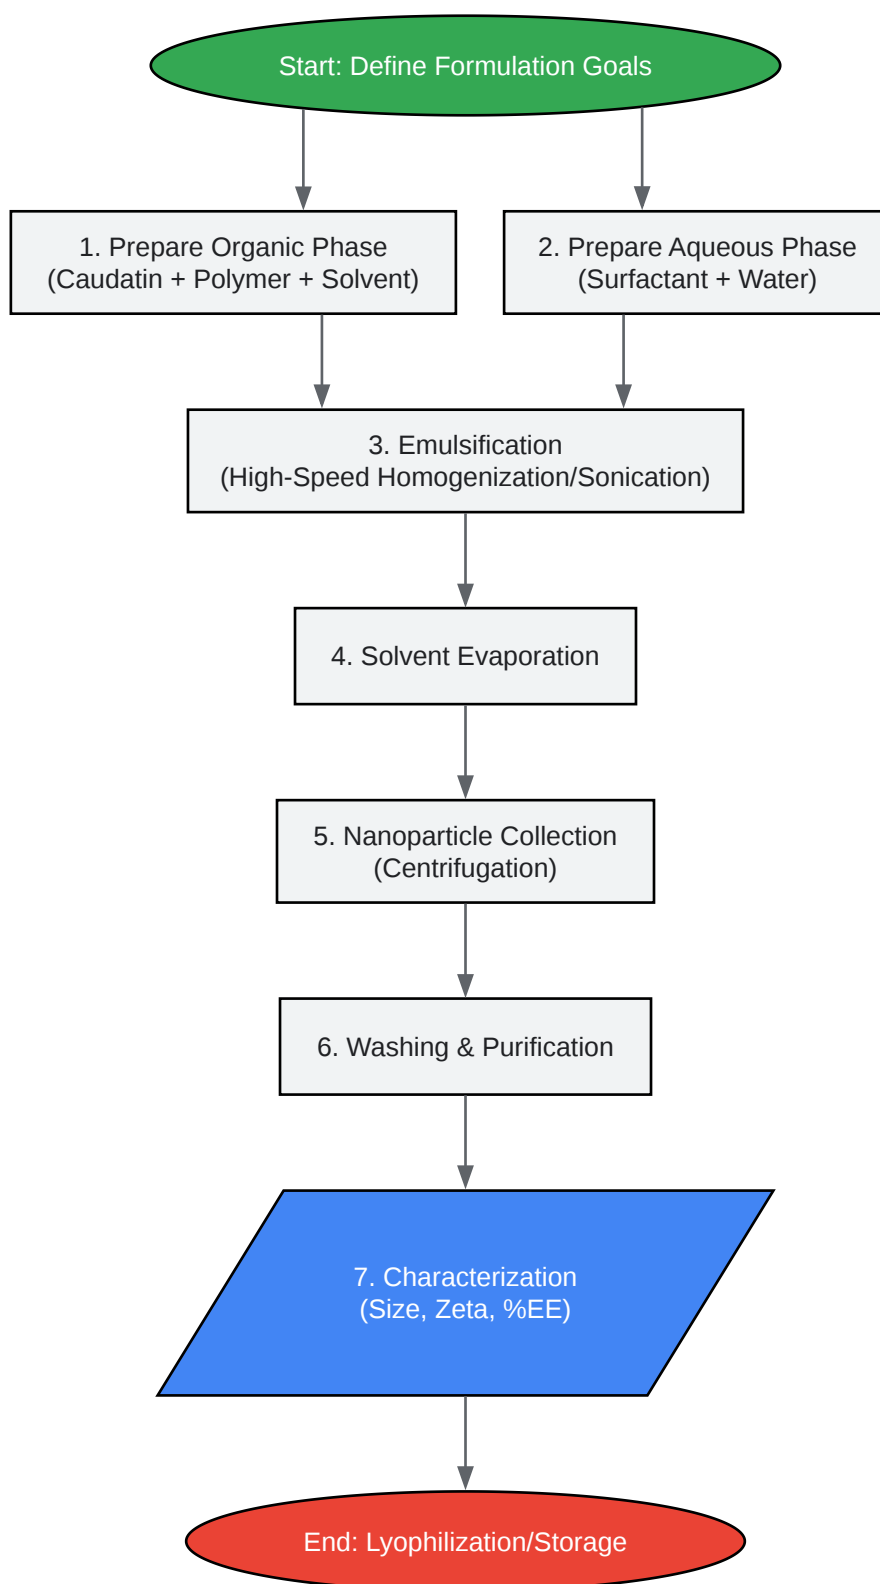 Start: Define Formulation Goals
1. Prepare Organic Phase
(Caudatin + Polymer + Solvent)
2. Prepare Aqueous Phase
(Surfactant + Water)
3. Emulsification
(High-Speed Homogenization/Sonication)
4. Solvent Evaporation
5. Nanoparticle Collection
(Centrifugation)
6. Washing & Purification
7. Characterization
(Size, Zeta, %EE)
End: Lyophilization/Storage